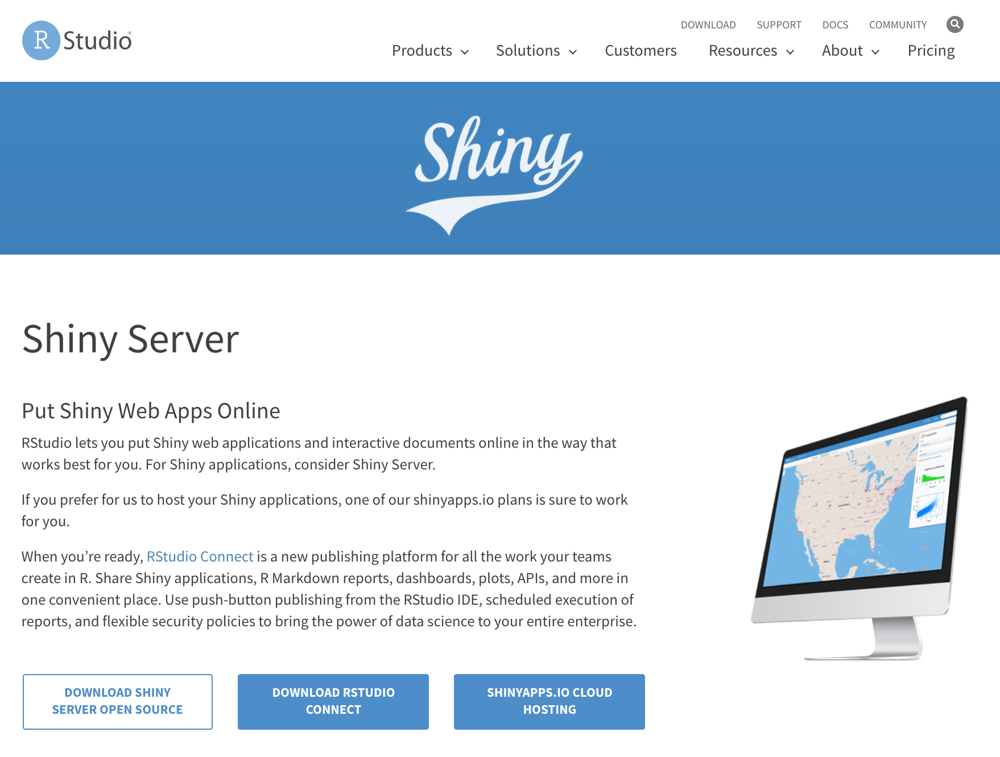 R Studio®
DOWNLOAD SUPPORT DOCS COMMUNITY
Products Solutions Customers Resources About Pricing
Shiny
Shiny Server
Put Shiny Web Apps Online
RStudio lets you put Shiny web applications and interactive documents online in the way that
works best for you. For Shiny applications, consider Shiny Server.
If you prefer for us to host your Shiny applications, one of our shinyapps.io plans is sure to work
for you.
When you’re ready, RStudio Connect is a new publishing platform for all the work your teams
create in R. Share Shiny applications, R Markdown reports, dashboards, plots, APIs, and more in
one convenient place. Use push-button publishing from the RStudio IDE, scheduled execution of
reports, and flexible security policies to bring the power of data science to your entire enterprise.
ZIP explorer
DOWNLOAD SHINY
SERVER OPEN SOURCE
DOWNLOAD RSTUDIO
CONNECT
SHINYAPPS.IO CLOUD
HOSTING